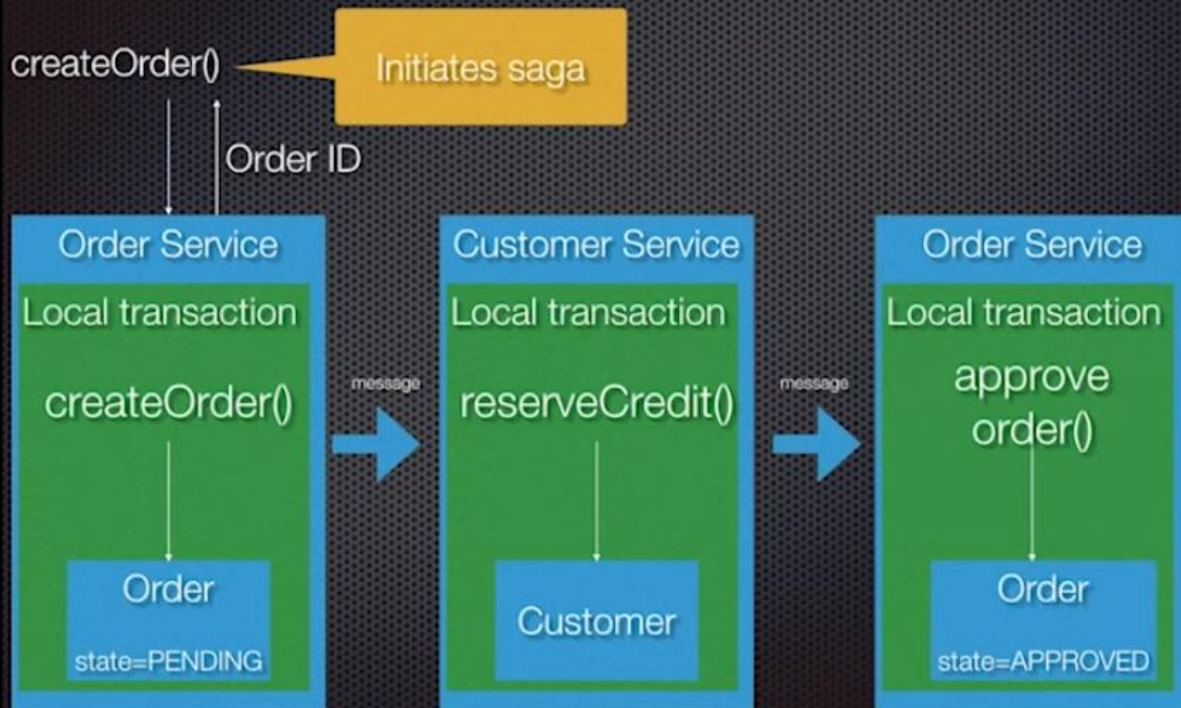 createOrder()
Initiates saga
Order ID
Order Service
Local transaction
createOrder()
Order
state=PENDING
message
Customer Service
Local transaction
reserveCredit()
Customer
message
Order Service
Local transaction
approve
order()
Order
state=APPROVED